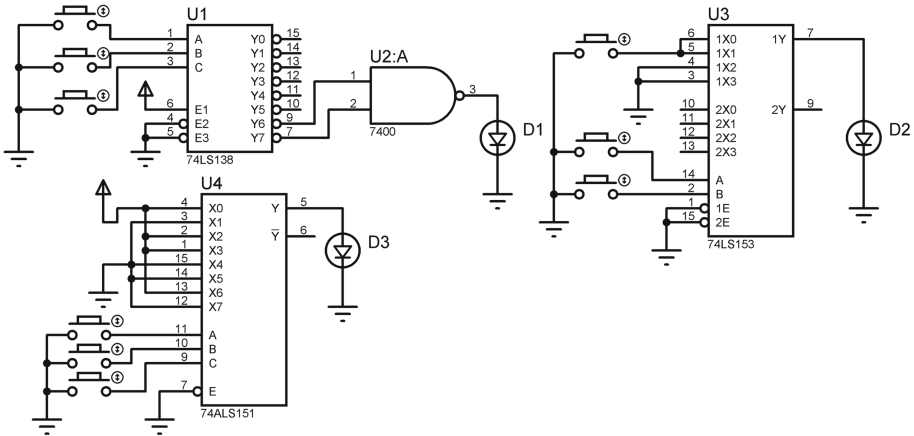 U1
1 A Y0 15
2 B Y1 14
3 C Y2 13
Y3 12
Y4 11
6 E1 Y5 10
4 E2 Y6 9
5 E3 Y7 7
74LS138
U2:A
1
2
3
7400
D1
U3
6 1X0 1Y 7
5 1X1
4 1X2
3 1X3
10 2X0 2Y 9
11 2X1
12 2X2
13 2X3
14 A
2 B
1 1E
15 2E
74LS153
D2
U4
4 X0 Y 5
3 X1
2 X2 Y 6
1 X3
15 X4
14 X5
13 X6
12 X7
11 A
10 B
9 C
7 E
74ALS151
D3